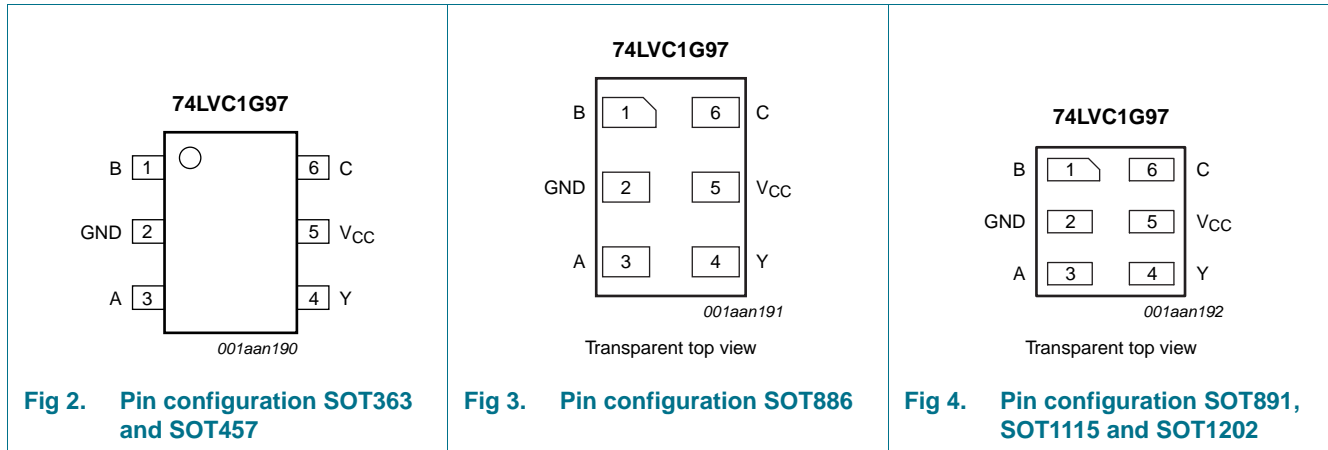 74LVC1G97
B 1 6 C
GND 2 5 VCC
A 3 4 Y
001aan190
Fig 2. Pin configuration SOT363
and SOT457
74LVC1G97
B 1 6 C
GND 2 5 VCC
A 3 4 Y
001aan191
Transparent top view
Fig 3. Pin configuration SOT886
74LVC1G97
B 1 6 C
GND 2 5 VCC
A 3 4 Y
001aan192
Transparent top view
Fig 4. Pin configuration SOT891,
SOT1115 and SOT1202